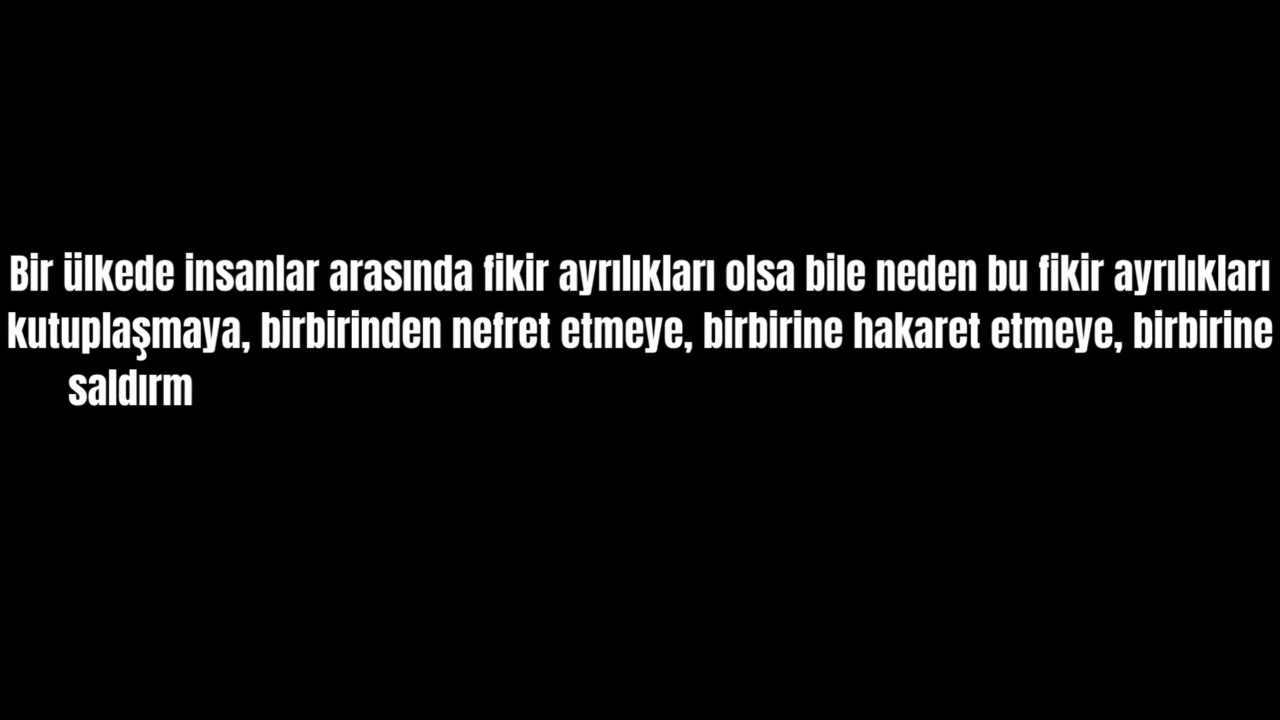 Bir ülkede insanlar arasında fikir ayrılıkları olsa bile neden bu fikir ayrılıkları
kutuplaşmaya, birbirinden nefret etmeye, birbirine hakaret etmeye, birbirine
saldırm